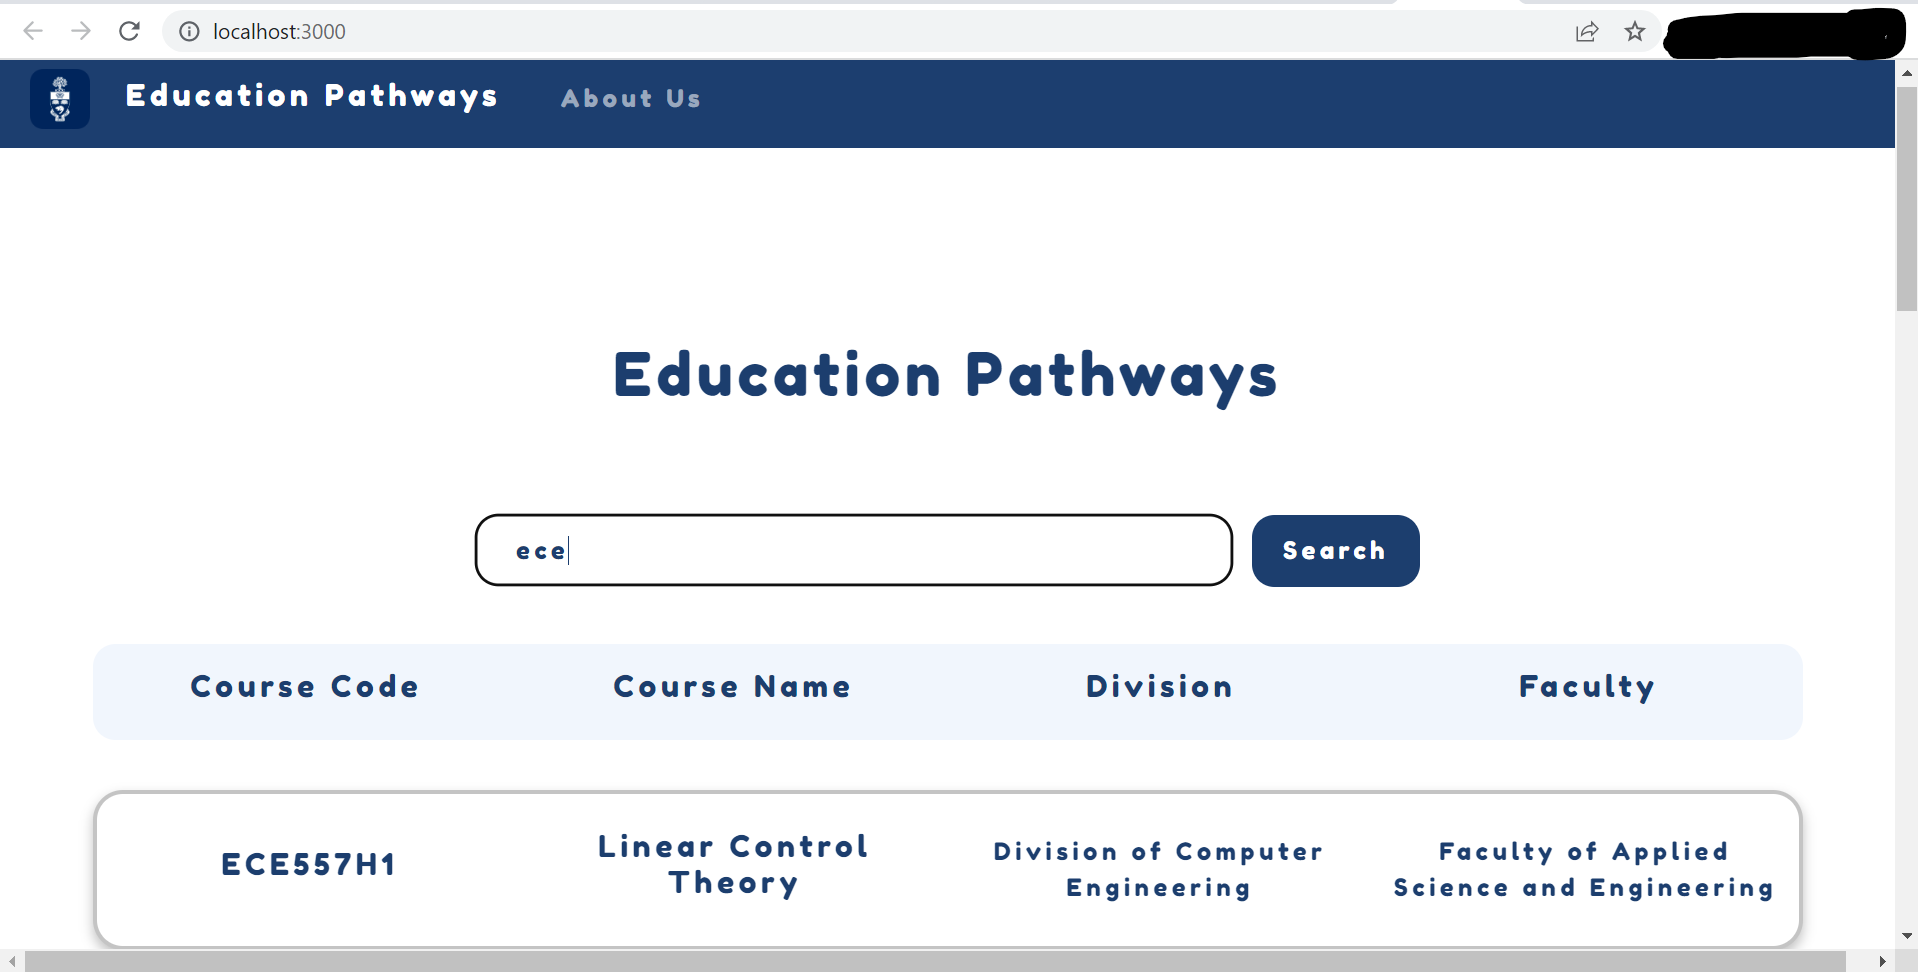 localhost:3000
Education Pathways
About Us
Education Pathways
ece
Search
Course Code
Course Name
Division
Faculty
ECE557H1
Linear Control
Theory
Division of Computer
Engineering
Faculty of Applied
Science and Engineering